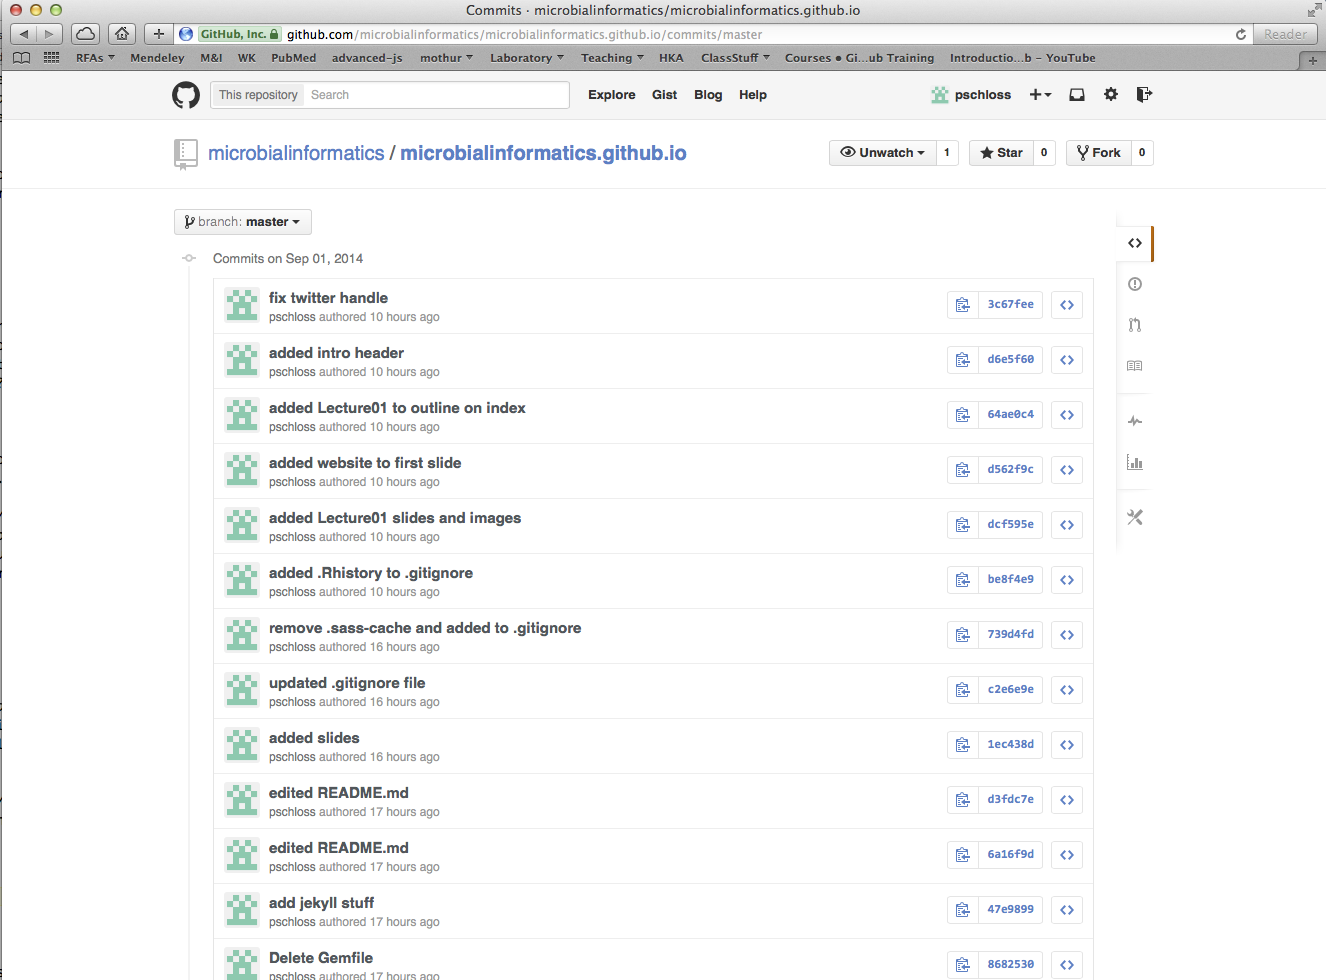 Commits · microbialinformatics/microbialinformatics.github.io
GitHub, Inc. github.com/microbialinformatics/microbialinformatics.github.io/commits/master Reader
RFAs Mendeley M&I WK PubMed advanced-js mothur Laboratory Teaching HKA ClassStuff Courses • Gi...ub Training Introductio...b – YouTube
This repository Search Explore Gist Blog Help pschloss
microbialinformatics / microbialinformatics.github.io Unwatch 1 Star 0 Fork 0
branch: master
Commits on Sep 01, 2014
fix twitter handle
pschloss authored 10 hours ago
3c67fee
added intro header
pschloss authored 10 hours ago
d6e5f60
added Lecture01 to outline on index
pschloss authored 10 hours ago
64ae0c4
added website to first slide
pschloss authored 10 hours ago
d562f9c
added Lecture01 slides and images
pschloss authored 10 hours ago
dcf595e
added .Rhistory to .gitignore
pschloss authored 10 hours ago
be8f4e9
remove .sass-cache and added to .gitignore
pschloss authored 16 hours ago
739d4fd
updated .gitignore file
pschloss authored 16 hours ago
c2e6e9e
added slides
pschloss authored 16 hours ago
1ec438d
edited README.md
pschloss authored 17 hours ago
d3fdc7e
edited README.md
pschloss authored 17 hours ago
6a16f9d
add jekyll stuff
pschloss authored 17 hours ago
47e9899
Delete Gemfile
pschloss authored 17 hours ago
8682530